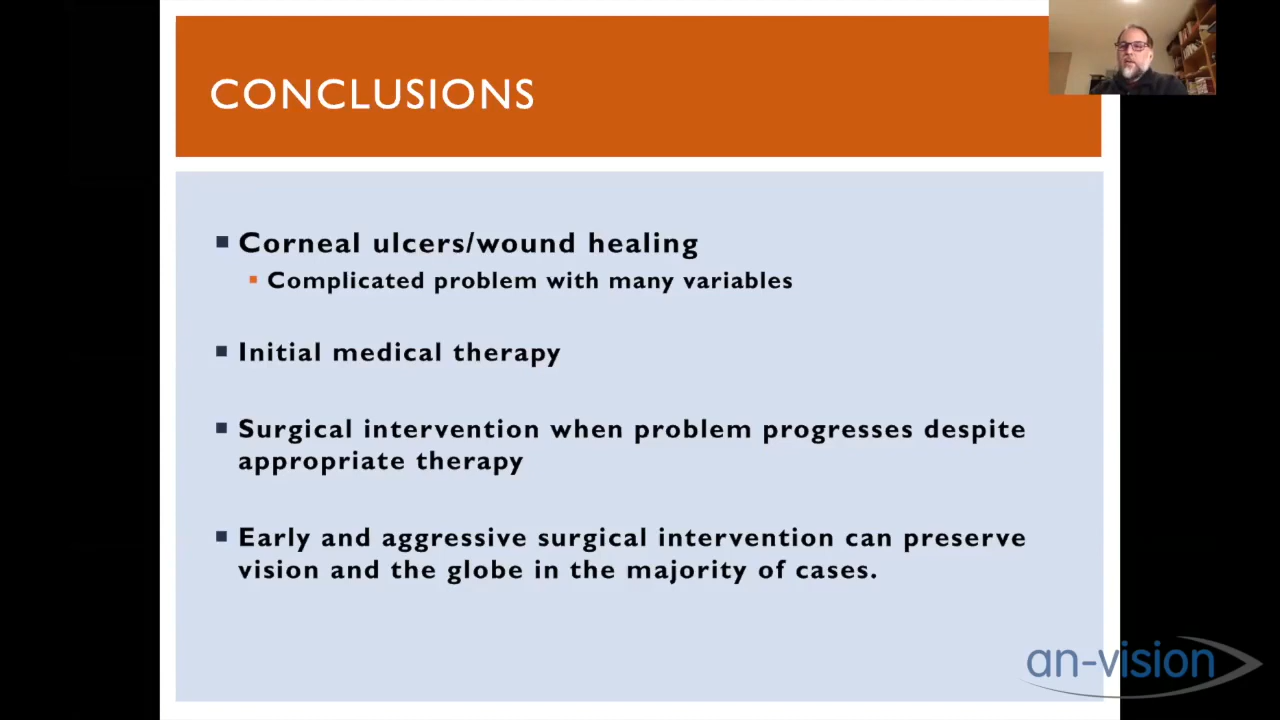 CONCLUSIONS
Corneal ulcers/wound healing
Complicated problem with many variables
Initial medical therapy
Surgical intervention when problem progresses despite
appropriate therapy
Early and aggressive surgical intervention can preserve
vision and the globe in the majority of cases.
an-vision